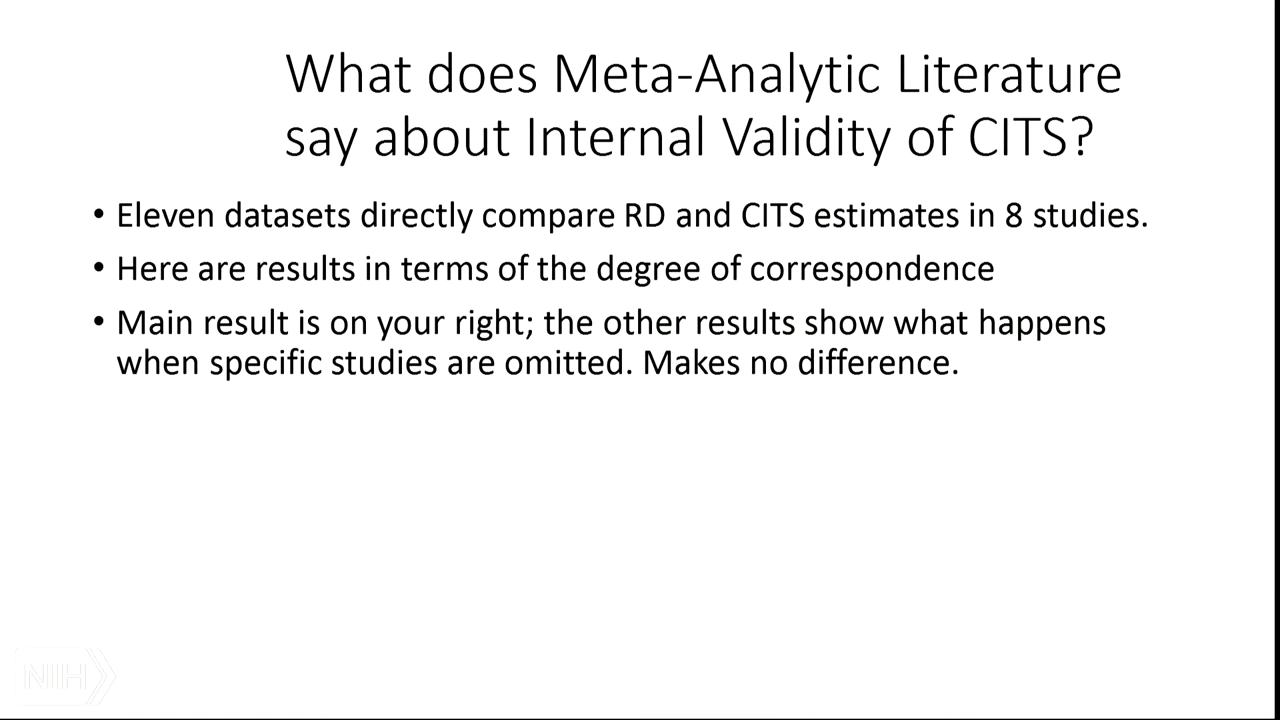 What does Meta-Analytic Literature
say about Internal Validity of CITS?
• Eleven datasets directly compare RD and CITS estimates in 8 studies.
• Here are results in terms of the degree of correspondence
• Main result is on your right; the other results show what happens
when specific studies are omitted. Makes no difference.
NIH